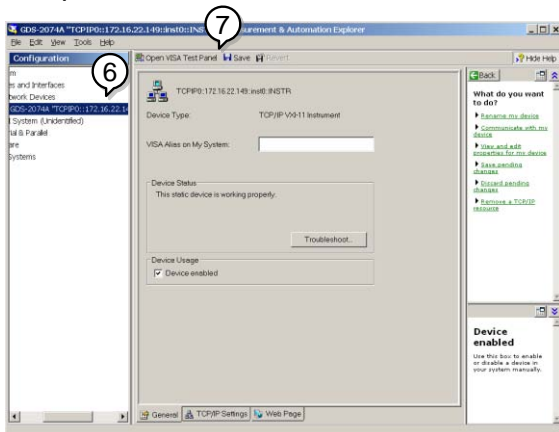 GDS-2074A "TCPIP0::172.16.22.149::inst0::INS urement & Automation Explorer
7
File Edit View Tools Help
Configuration
6
m
es and Interfaces
twork Devices
GDS-2074A "TCPIP0::172.16.22.14
l System (Unidentified)
ial & Parallel
are
Systems
Open VISA Test Panel Save Revert
Hide Help
TCPIP0::172.16.22.149::inst0::INSTR
Device Type: TCP/IP VXI-11 Instrument
VISA Alias on My System:
Device Status
This static device is working properly.
Troubleshoot...
Device Usage
Device enabled
General TCP/IP Settings Web Page
Back
What do you want to do?
Rename my device
Communicate with my device
View and edit properties for my device
Save pending changes
Discard pending changes
Remove a TCP/IP resource
Device enabled
Use this box to enable or disable a device in your system manually.